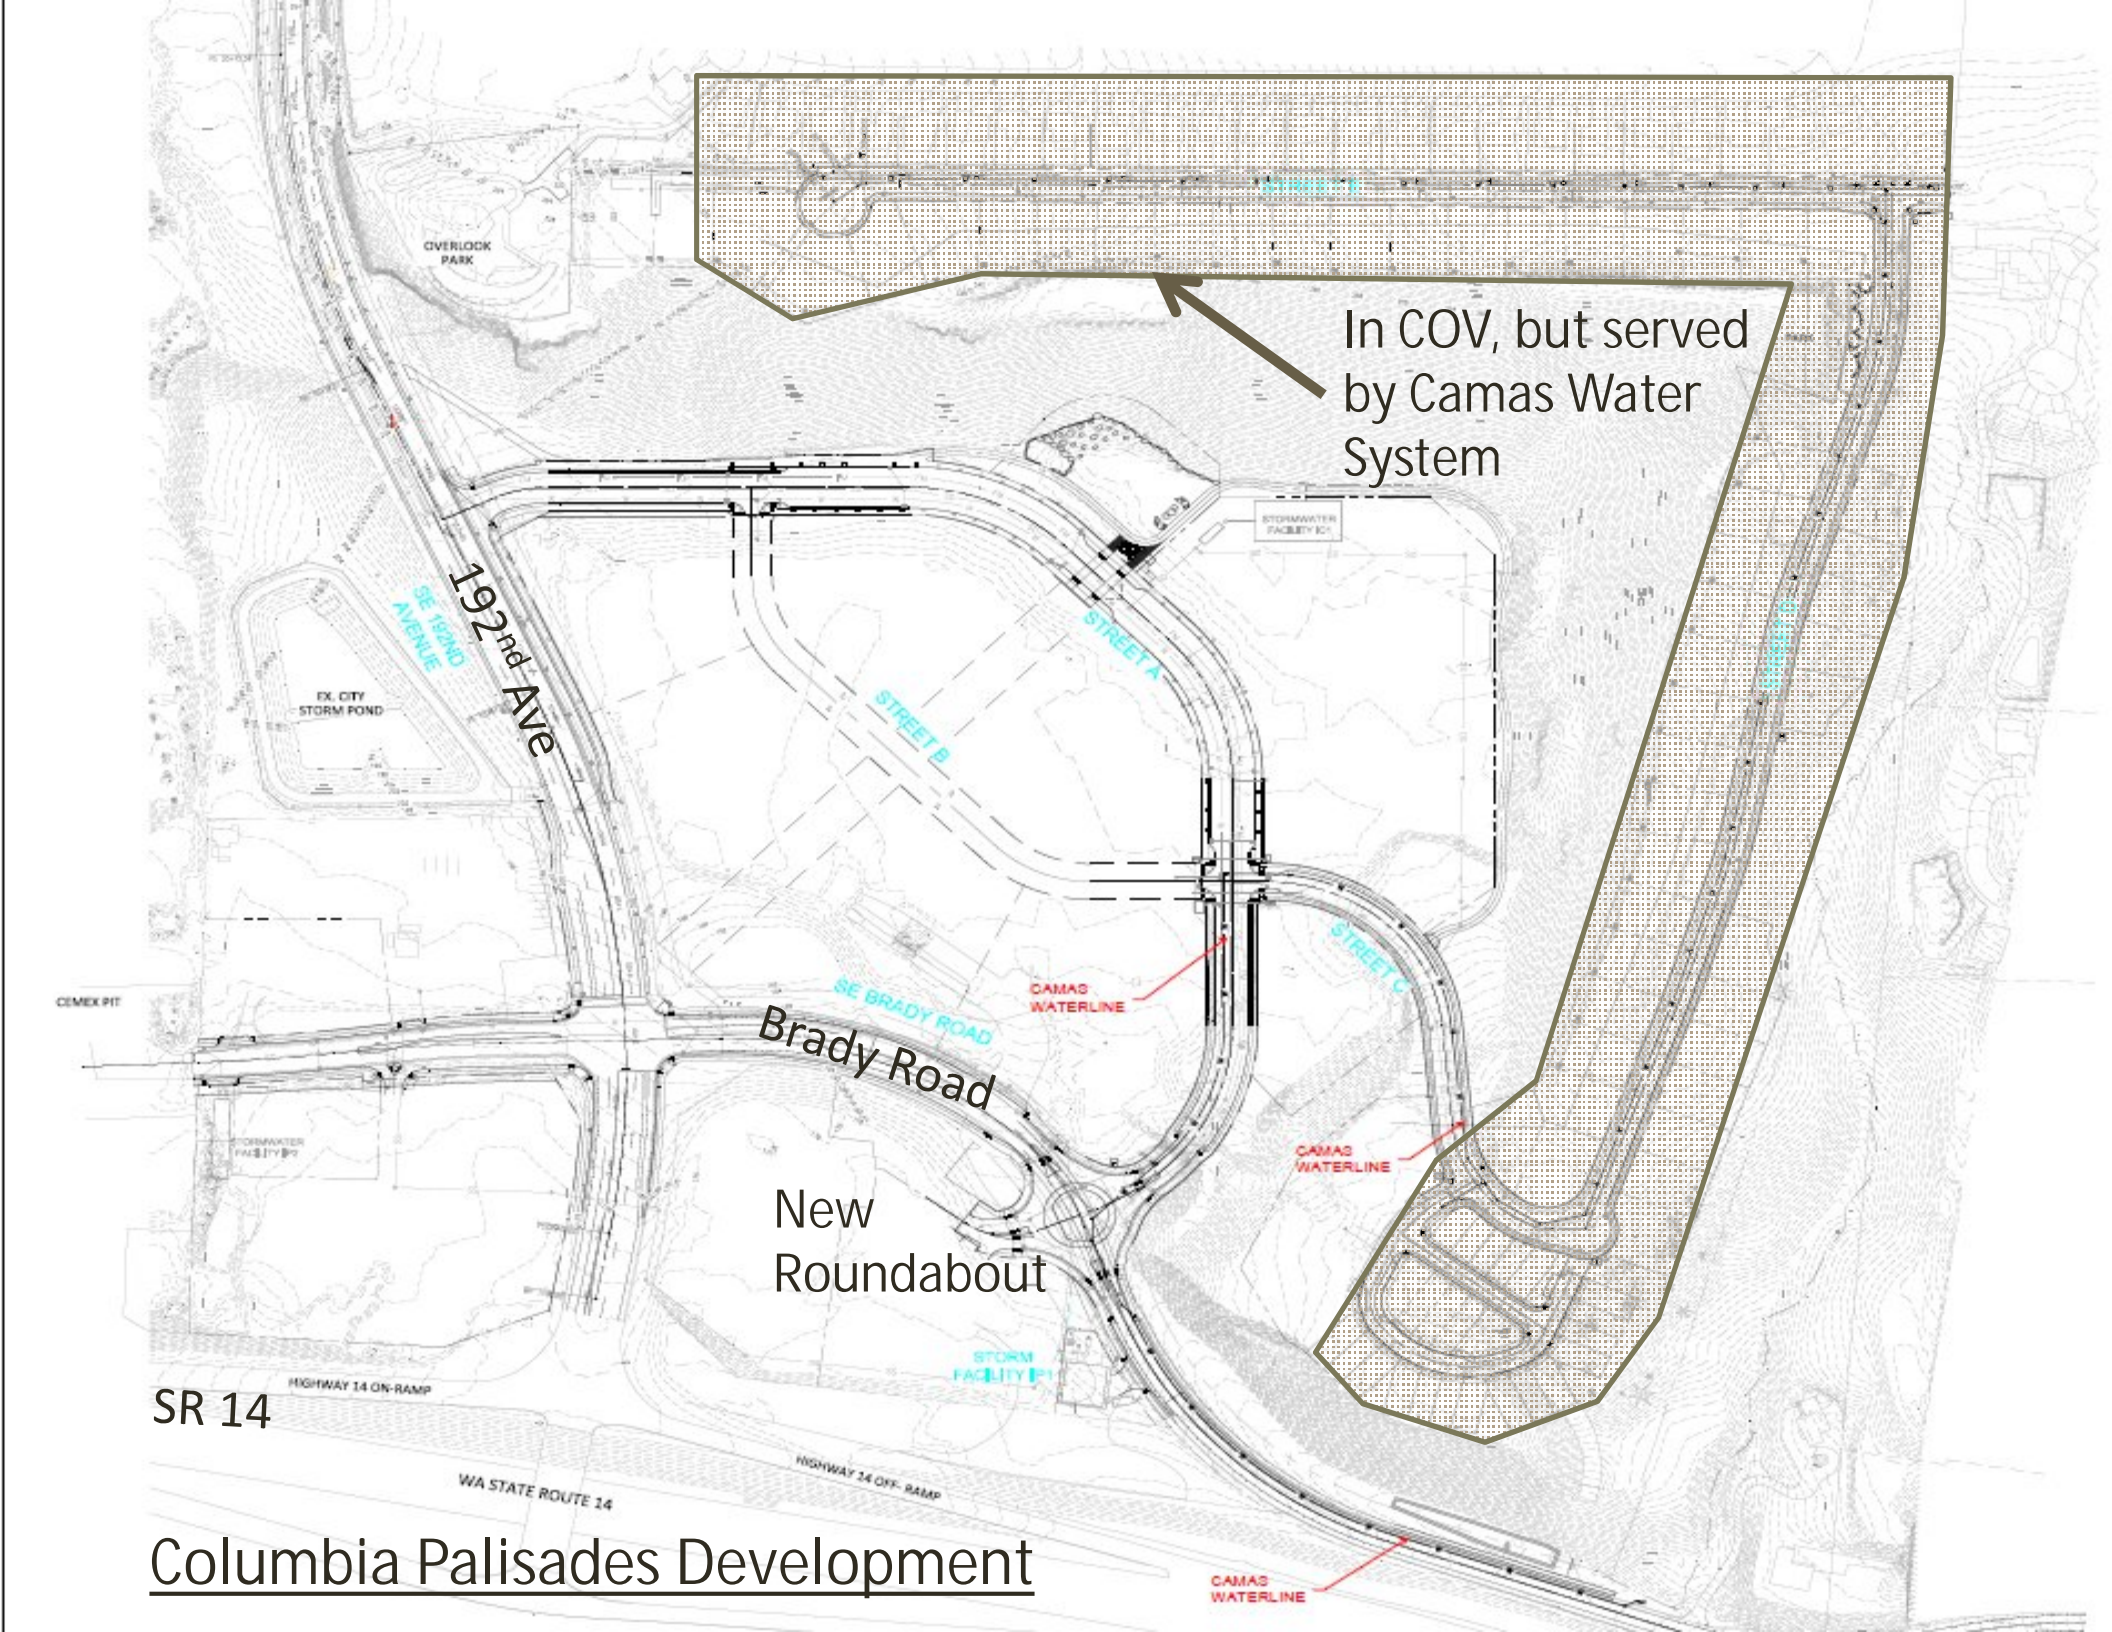 OVERLOOK
PARK
In COV, but served
by Camas Water
System
STORMWATER
192nd Ave
SE 192ND
AVENUE
STREET A
EX. CITY
STORM POND
STREET B
STREET C
CAMAS
WATERLINE
SE BRADY ROAD
Brady Road
CEMEX PIT
STORMWATER
CAMAS
WATERLINE
New
Roundabout
STORM
FACILITY IP1
HIGHWAY 14 ON-RAMP
SR 14
HIGHWAY 14 OFF- RAMP
WA STATE ROUTE 14
Columbia Palisades Development
CAMAS
WATERLINE